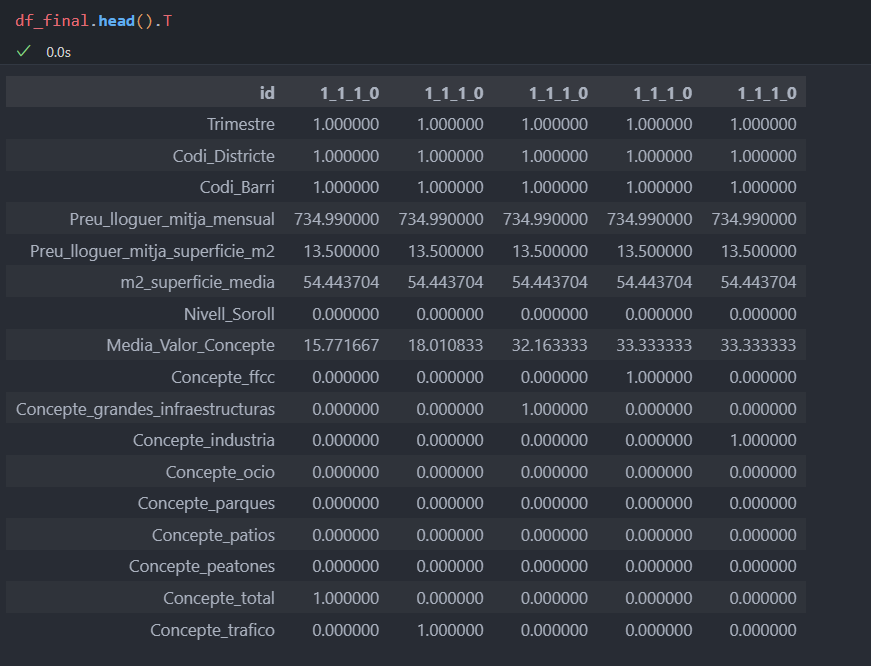 df_final.head().T
✓ 0.0s
id 1_1_1_0 1_1_1_0 1_1_1_0 1_1_1_0 1_1_1_0
Trimestre 1.000000 1.000000 1.000000 1.000000 1.000000
Codi_Districte 1.000000 1.000000 1.000000 1.000000 1.000000
Codi_Barri 1.000000 1.000000 1.000000 1.000000 1.000000
Preu_lloguer_mitja_mensual 734.990000 734.990000 734.990000 734.990000 734.990000
Preu_lloguer_mitja_superficie_m2 13.500000 13.500000 13.500000 13.500000 13.500000
m2_superficie_media 54.443704 54.443704 54.443704 54.443704 54.443704
Nivell_Soroll 0.000000 0.000000 0.000000 0.000000 0.000000
Media_Valor_Concepte 15.771667 18.010833 32.163333 33.333333 33.333333
Concepte_ffcc 0.000000 0.000000 0.000000 1.000000 0.000000
Concepte_grandes_infraestructuras 0.000000 0.000000 1.000000 0.000000 0.000000
Concepte_industria 0.000000 0.000000 0.000000 0.000000 1.000000
Concepte_ocio 0.000000 0.000000 0.000000 0.000000 0.000000
Concepte_parques 0.000000 0.000000 0.000000 0.000000 0.000000
Concepte_patios 0.000000 0.000000 0.000000 0.000000 0.000000
Concepte_peatones 0.000000 0.000000 0.000000 0.000000 0.000000
Concepte_total 1.000000 0.000000 0.000000 0.000000 0.000000
Concepte_trafico 0.000000 1.000000 0.000000 0.000000 0.000000